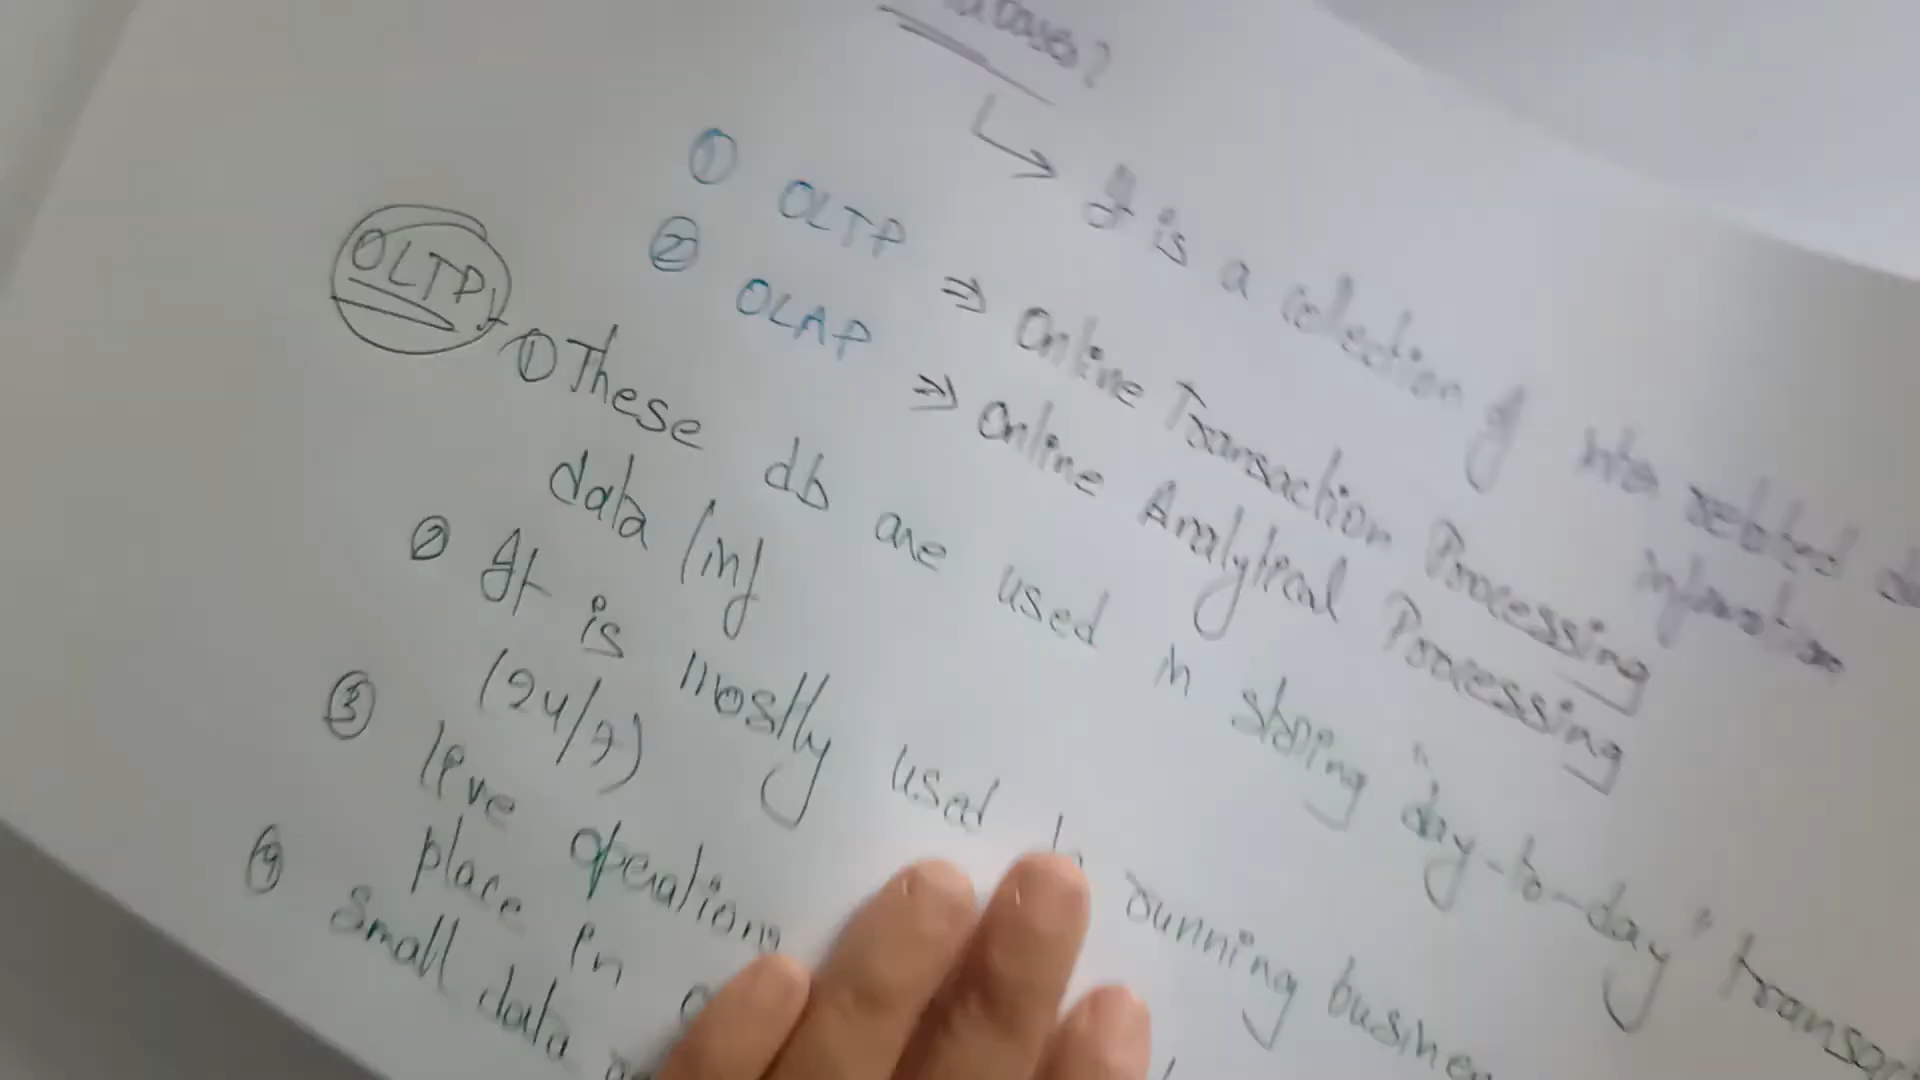 ① OLTP ⇒ Online Transaction Processing
② OLAP ⇒ Online Analytical Processing
↳ It is a collection of inter related
information
OLTP:- ① These db are used in storing "day-to-day"
data / inf
② It is mostly used running
(24/7)
③ live operations
place in
④ small data